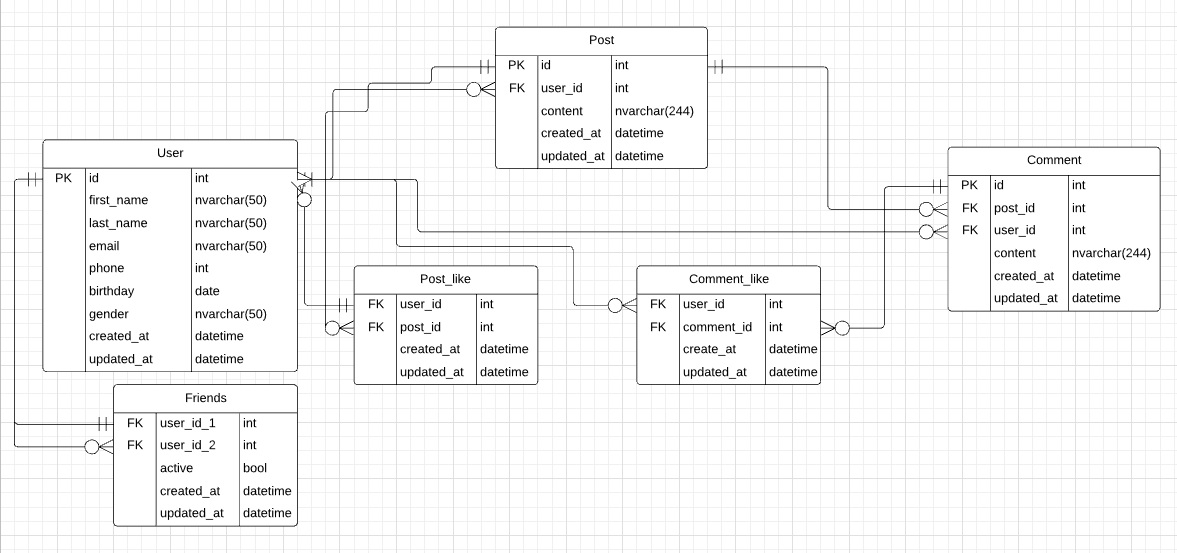 Post
PK id int
FK user_id int
content nvarchar(244)
created_at datetime
updated_at datetime
User
PK id int
first_name nvarchar(50)
last_name nvarchar(50)
email nvarchar(50)
phone int
birthday date
gender nvarchar(50)
created_at datetime
updated_at datetime
Comment
PK id int
FK post_id int
FK user_id int
content nvarchar(244)
created_at datetime
updated_at datetime
Post_like
FK user_id int
FK post_id int
created_at datetime
updated_at datetime
Comment_like
FK user_id int
FK comment_id int
create_at datetime
updated_at datetime
Friends
FK user_id_1 int
FK user_id_2 int
active bool
created_at datetime
updated_at datetime